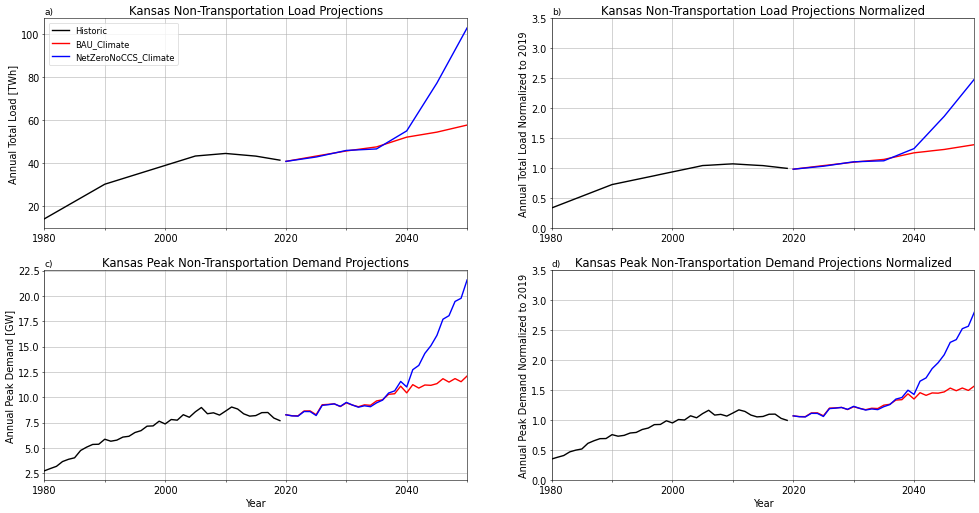 a)
Kansas Non-Transportation Load Projections
Historic
BAU_Climate
NetZeroNoCCS_Climate
Annual Total Load [TWh]
100
80
60
40
20
1980
2000
2020
2040
b)
Kansas Non-Transportation Load Projections Normalized
Annual Total Load Normalized to 2019
3.5
3.0
2.5
2.0
1.5
1.0
0.5
0.0
1980
2000
2020
2040
c)
Kansas Peak Non-Transportation Demand Projections
Annual Peak Demand [GW]
22.5
20.0
17.5
15.0
12.5
10.0
7.5
5.0
2.5
1980
2000
2020
2040
Year
d)
Kansas Peak Non-Transportation Demand Projections Normalized
Annual Peak Demand Normalized to 2019
3.5
3.0
2.5
2.0
1.5
1.0
0.5
0.0
1980
2000
2020
2040
Year